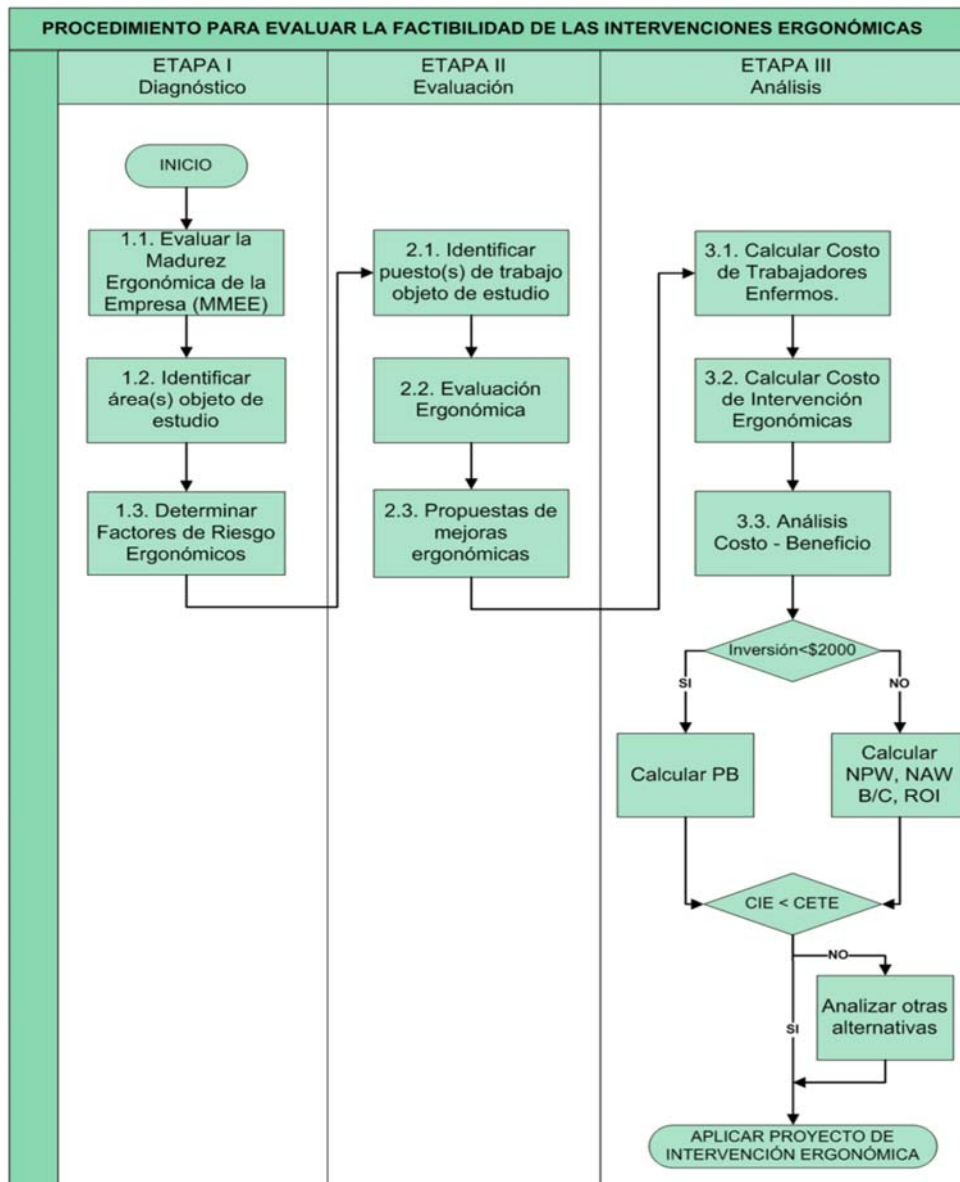 PROCEDIMIENTO PARA EVALUAR LA FACTIBILIDAD DE LAS INTERVENCIONES ERGONÓMICAS
ETAPA I
Diagnóstico
ETAPA II
Evaluación
ETAPA III
Análisis
INICIO
1.1. Evaluar la
Madurez
Ergonómica de la
Empresa (MMEE)
1.2. Identificar
área(s) objeto de
estudio
1.3. Determinar
Factores de Riesgo
Ergonómicos
2.1. Identificar
puesto(s) de trabajo
objeto de estudio
2.2. Evaluación
Ergonómica
2.3. Propuestas de
mejoras
ergonómicas
3.1. Calcular Costo
de Trabajadores
Enfermos.
3.2. Calcular Costo
de Intervención
Ergonómicas
3.3. Análisis
Costo - Beneficio
Inversión<$2000
SI
NO
Calcular PB
Calcular
NPW, NAW
B/C, ROI
CIE < CETE
NO
Analizar otras
alternativas
SI
APLICAR PROYECTO DE
INTERVENCIÓN ERGONÓMICA